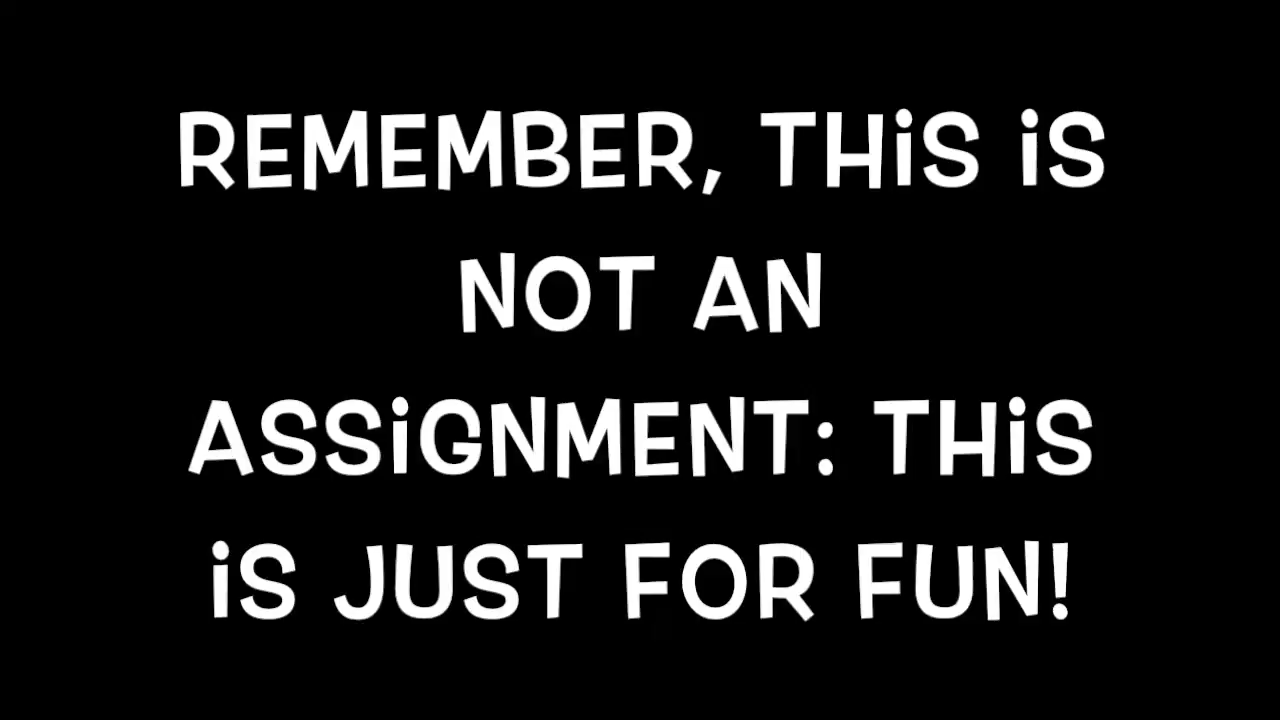 REMEMBER, THiS iS
NOT AN
ASSiGNMENT: THiS
iS JUST FOR FUN!